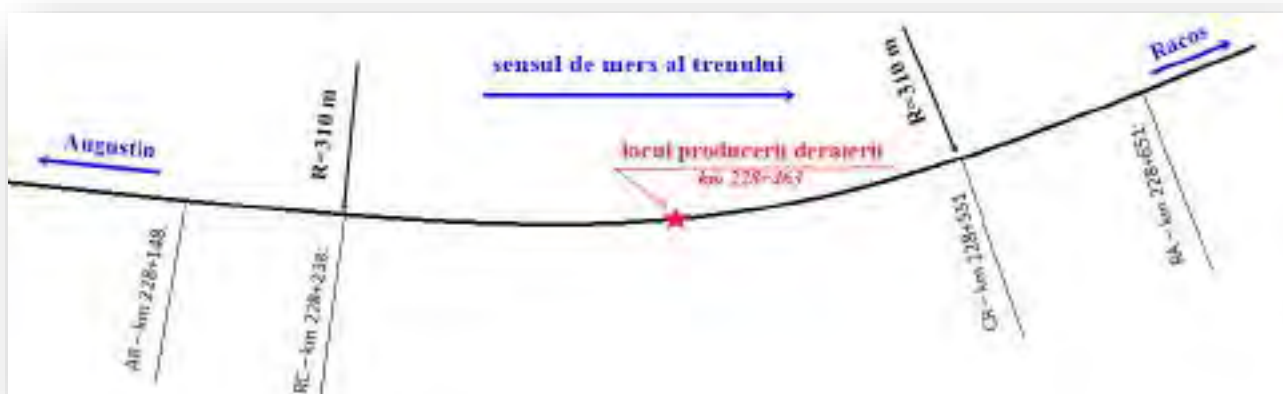 Racoș
sensul de mers al trenului
R=310 m
Augustin
R=310 m
locul producerii deraierii
km 228+463
AR – km 228+148
RC – km 228+238:
CR – km 228+551
RA – km 228+651: